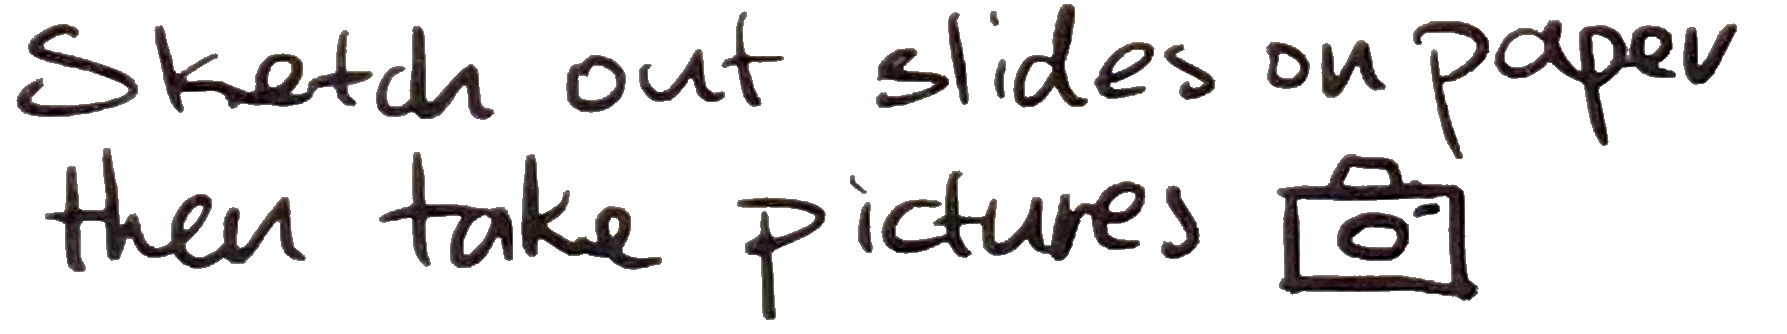 Sketch out slides on paper
then take pictures